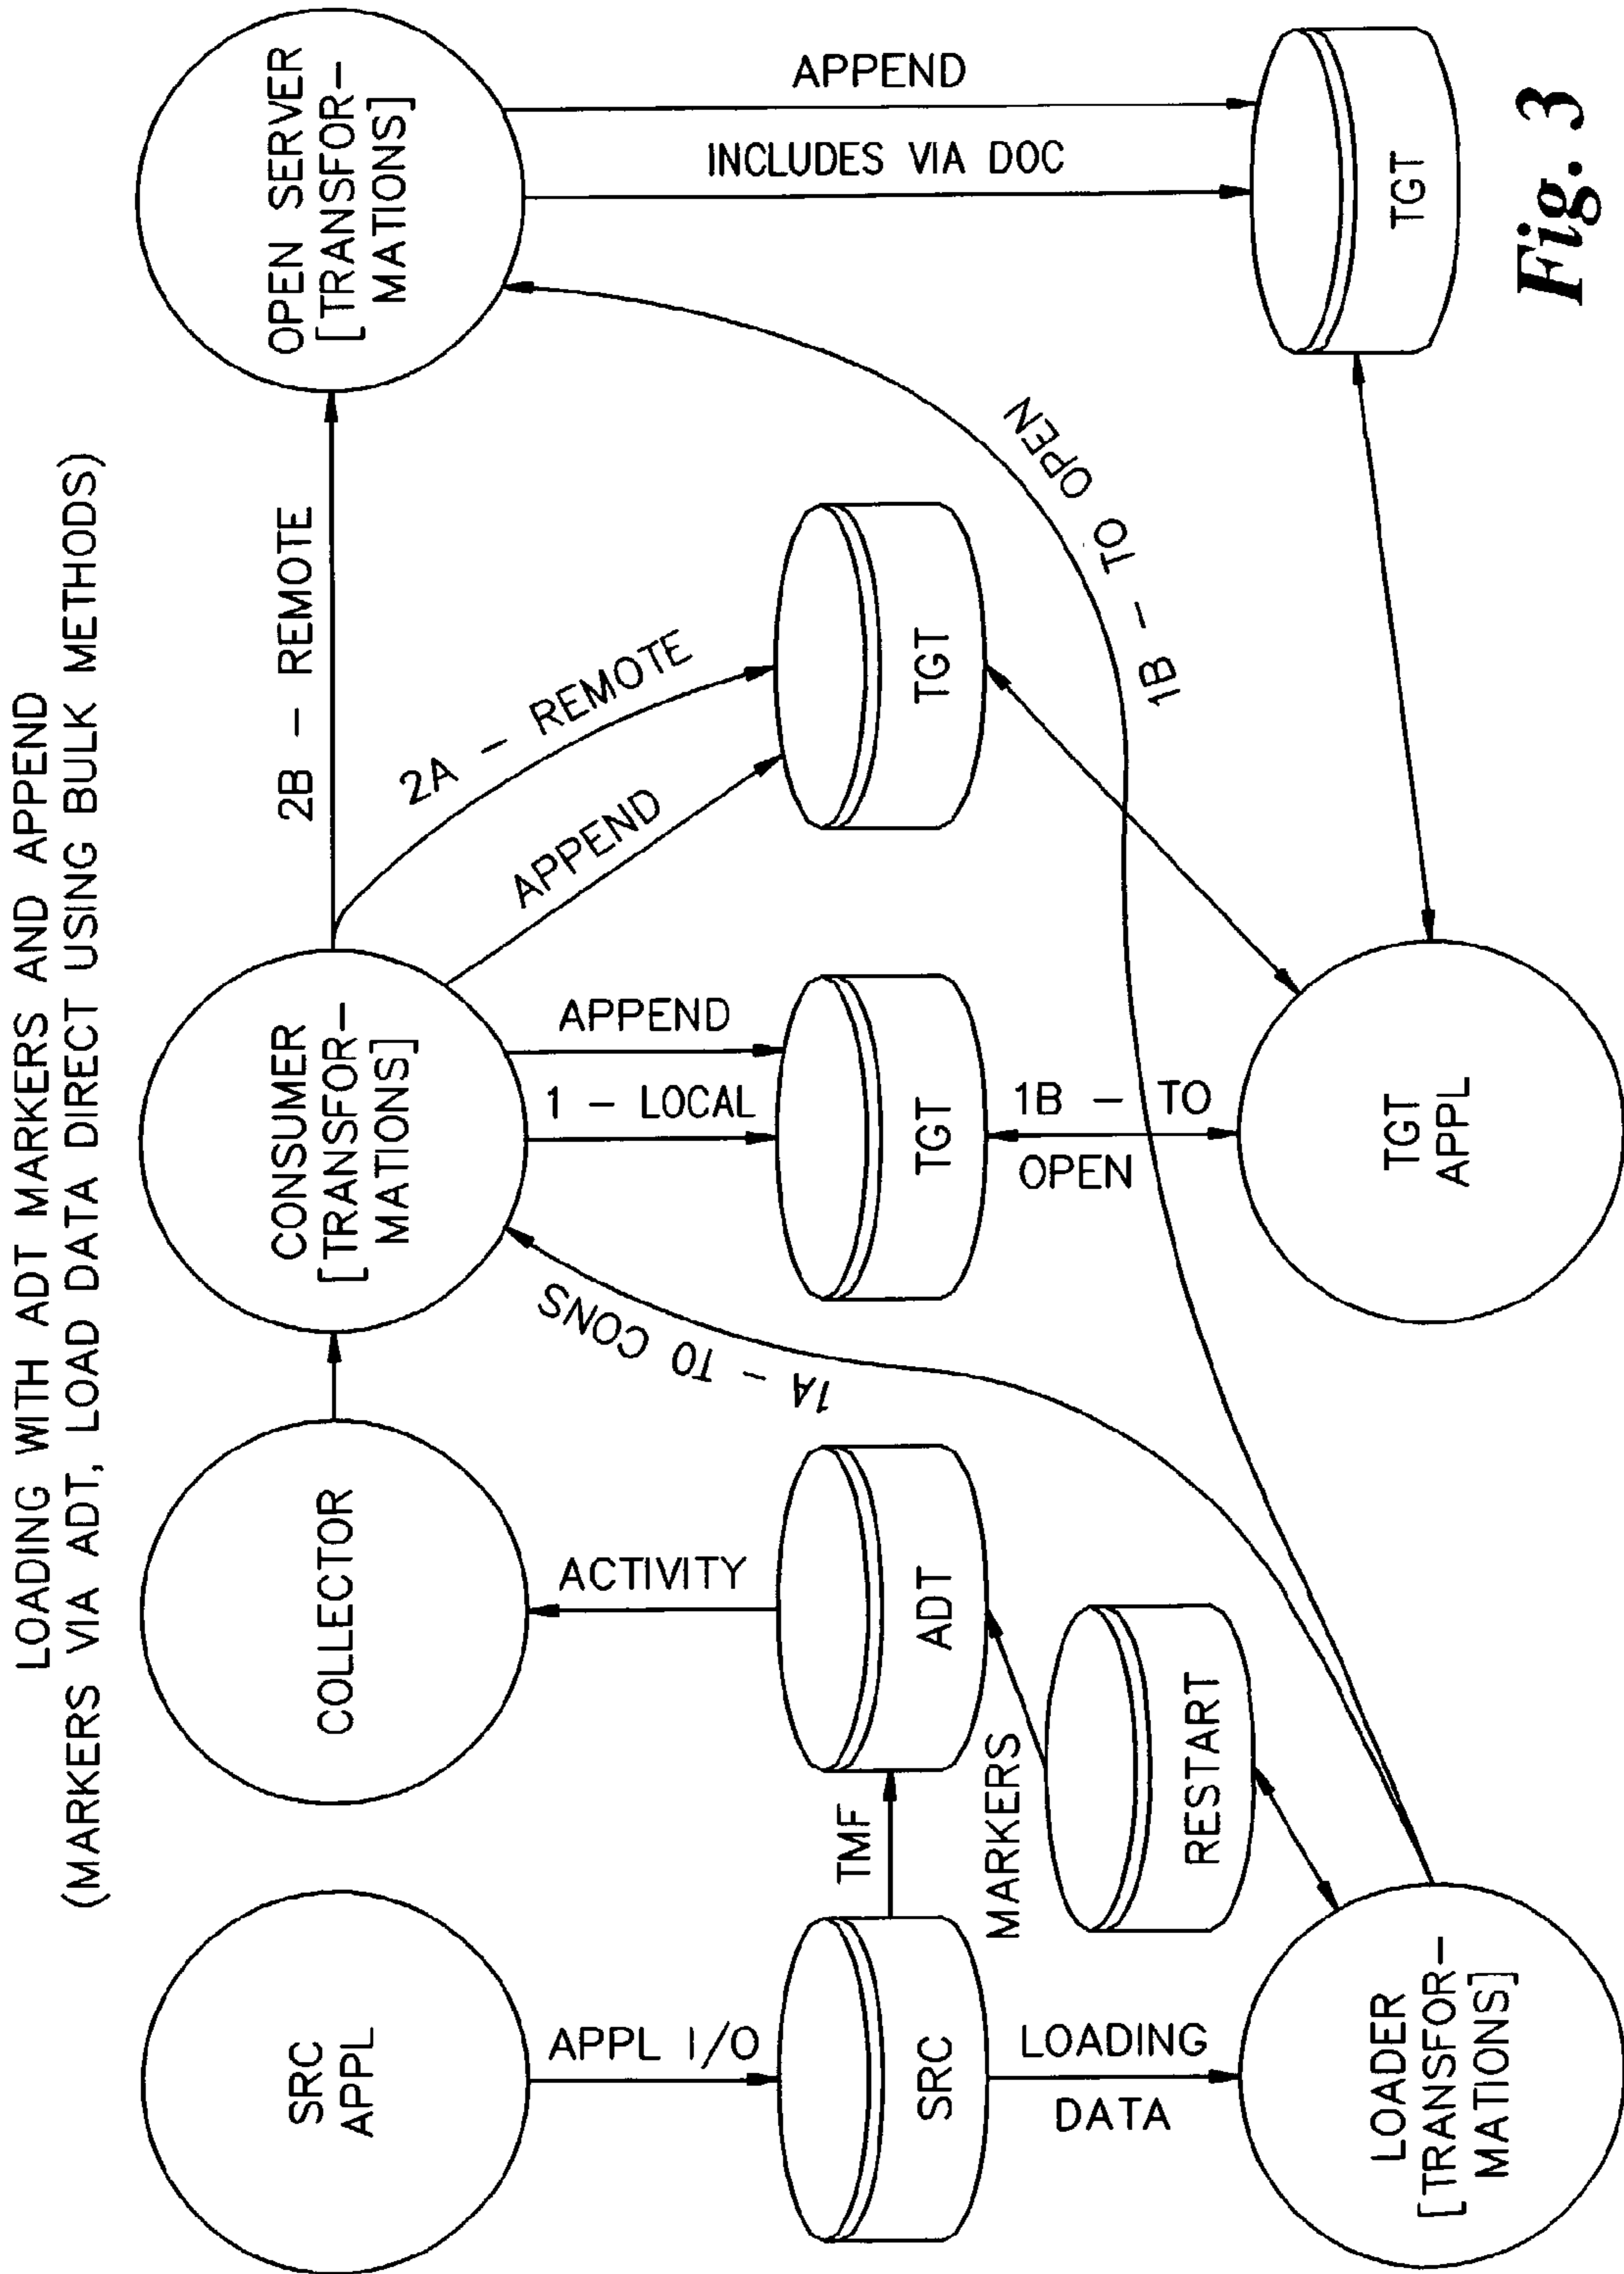 LOADING WITH ADT MARKERS AND APPEND
(MARKERS VIA ADT, LOAD DATA DIRECT USING BULK METHODS)
SRC
APPL
COLLECTOR
CONSUMER
[TRANSFOR-
MATIONS]
2B - REMOTE
OPEN SERVER
[TRANSFOR-
MATIONS]
APPL I/O
ACTIVITY
APPEND
1 - LOCAL
APPEND
2A - REMOTE
APPEND
INCLUDES VIA DOC
SRC
TMF
ADT
1A - TO CONS
TGT
TGT
1B - TO OPEN
LOADING
DATA
MARKERS
RESTART
1B - TO
OPEN
TGT
LOADER
[TRANSFOR-
MATIONS]
TGT
APPL
Fig. 3